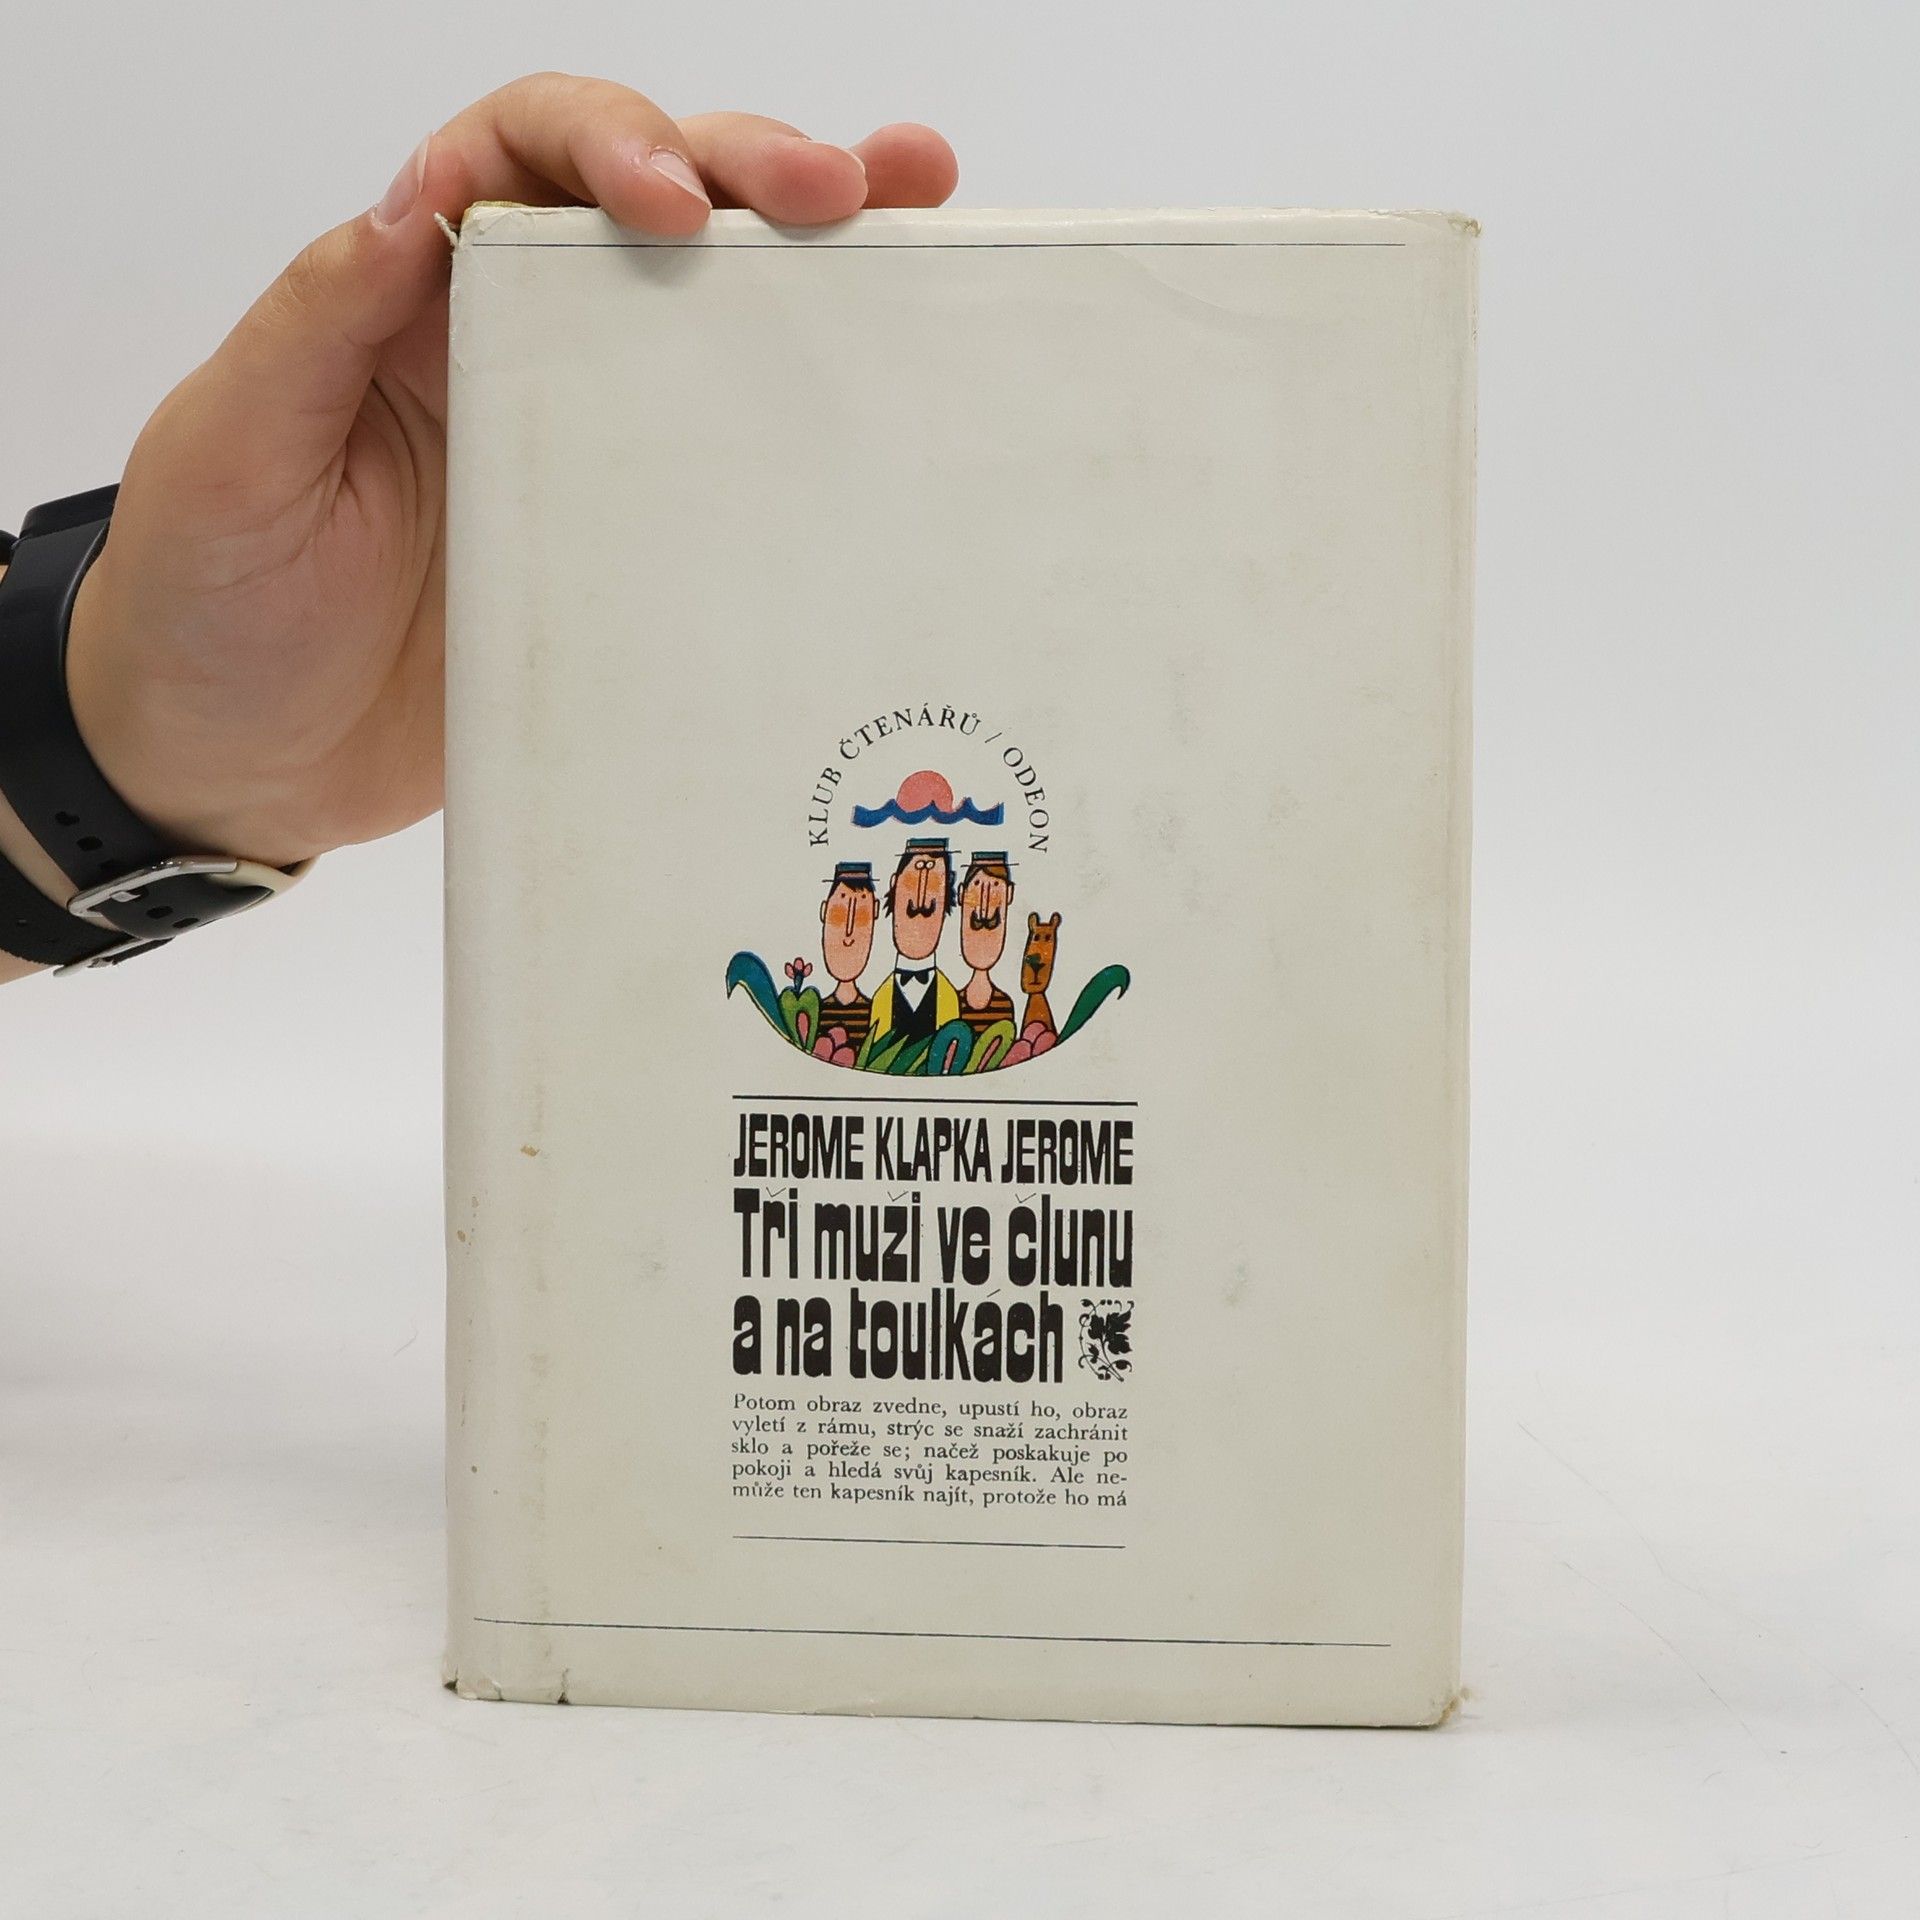 KLUB ČTENÁŘŮ / ODEON
JEROME KLAPKA JEROME
Tři muži ve člunu
a na toulkách
Potom obraz zvedne, upustí ho, obraz
vyletí z rámu, strýc se snaží zachránit
sklo a pořeže se; načež poskakuje po
pokoji a hledá svůj kapesník. Ale ne-
může ten kapesník najít, protože ho má